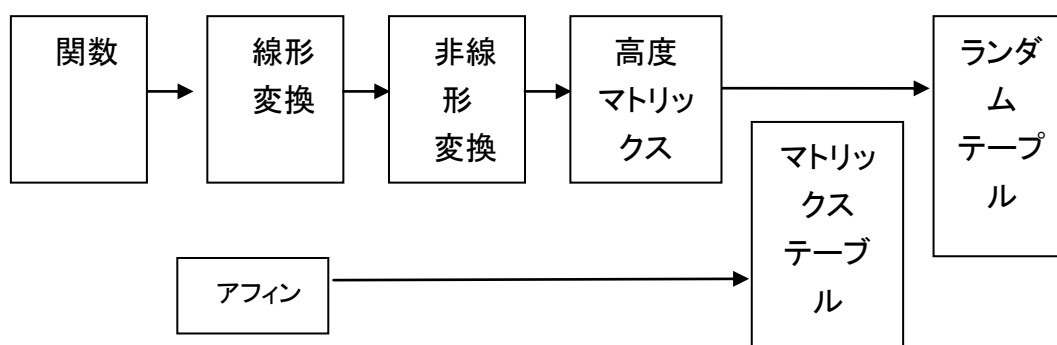 関数
線形
変換
非線
形
変換
高度
マトリッ
クス
ランダ
ム
テープ
ル
マトリッ
クス
テーブ
ル
アフィン